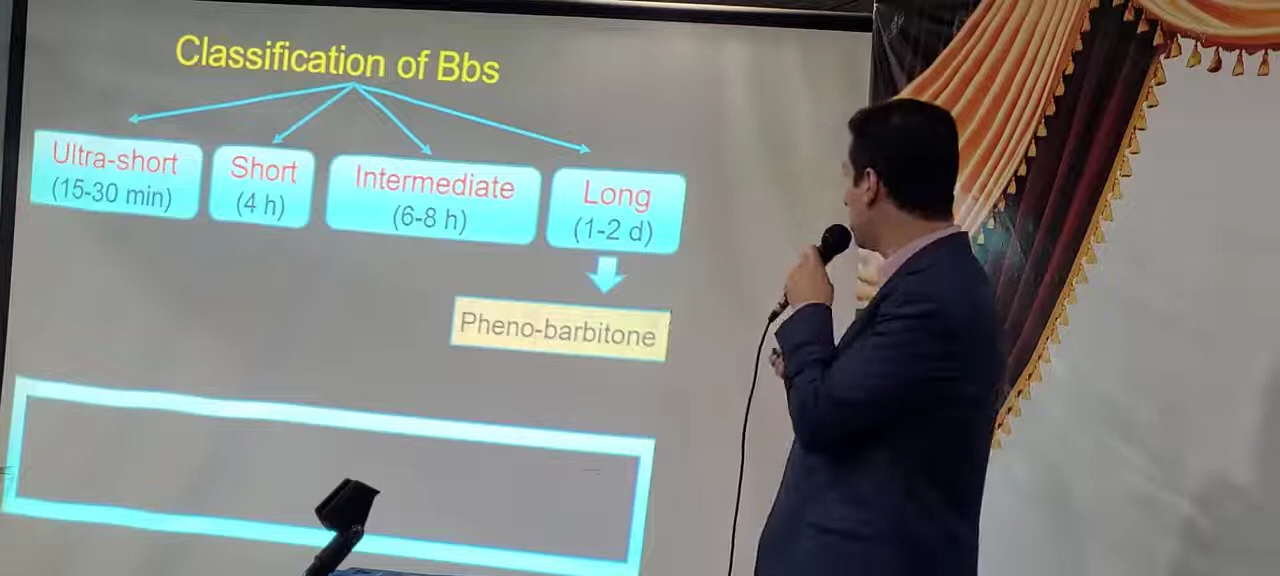 Classification of Bbs
Ultra-short
(15-30 min)
Short
(4 h)
Intermediate
(6-8 h)
Long
(1-2 d)
Pheno-barbitone